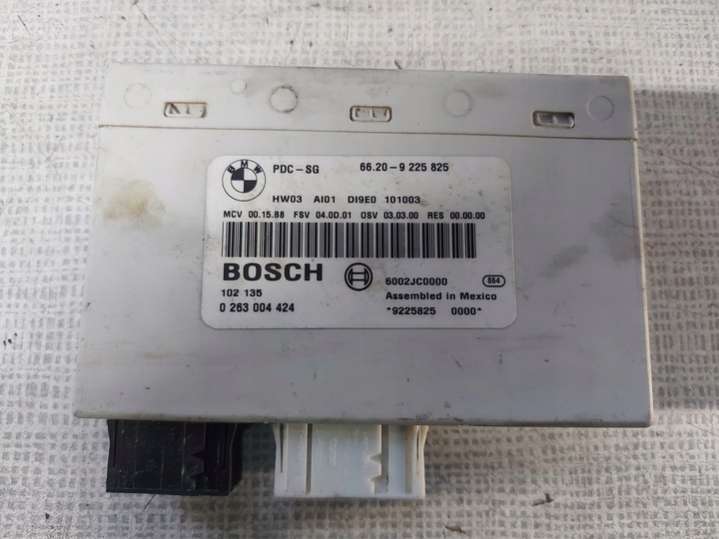 BMW
PDC-SG 66.20-9 225 825
HW03 AI01 DI9E0 101003
MCV 00.15.B8 FSV 04.00.01 OSV 03.03.00 RES 00.00.00
BOSCH
6002JC0000 864
102 135 Assembled in Mexico
0 263 004 424 *9225825 0000*